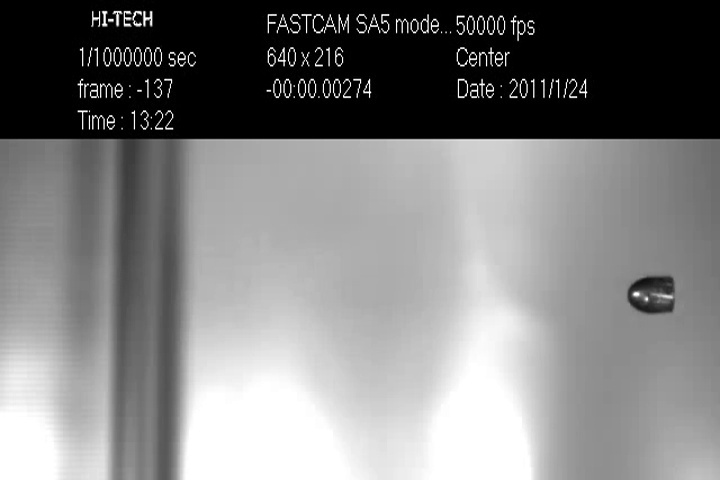 HI-TECH FASTCAM SA5 mode... 50000 fps
1/1000000 sec 640 x 216 Center
frame : -137 -00:00.00274 Date : 2011/1/24
Time : 13:22